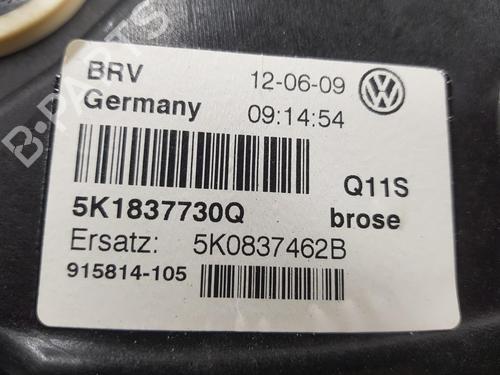 BRV 12-06-09
Germany 09:14:54
Q11S
5K1837730Q brose
Ersatz: 5K0837462B
915814-105
B-PARTS